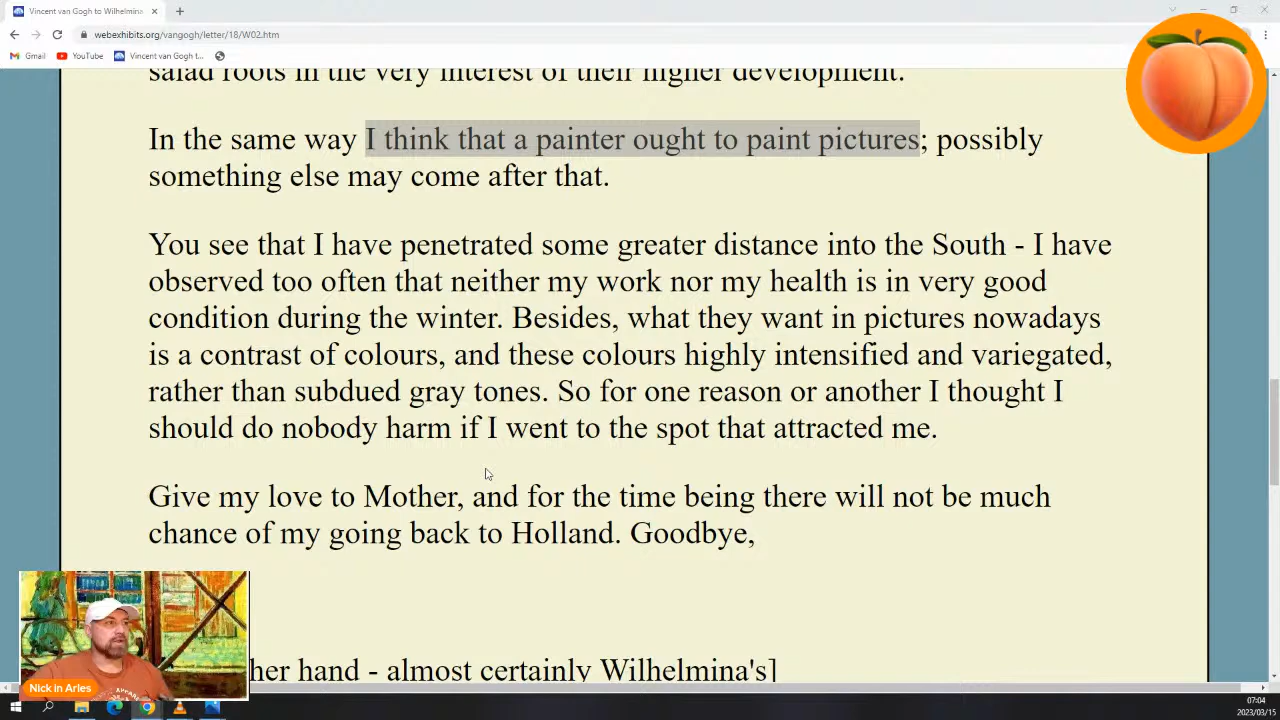 Vincent van Gogh to Wilhelmina
webexhibits.org/vangogh/letter/18/W02.htm
Gmail
YouTube
Vincent van Gogh t...
salad roots in the very interest of their higher development.
In the same way I think that a painter ought to paint pictures; possibly
something else may come after that.
You see that I have penetrated some greater distance into the South - I have
observed too often that neither my work nor my health is in very good
condition during the winter. Besides, what they want in pictures nowadays
is a contrast of colours, and these colours highly intensified and variegated,
rather than subdued gray tones. So for one reason or another I thought I
should do nobody harm if I went to the spot that attracted me.
Give my love to Mother, and for the time being there will not be much
chance of my going back to Holland. Goodbye,
her hand - almost certainly Wilhelmina's]
Nick in Arles
07:04
2023/03/15